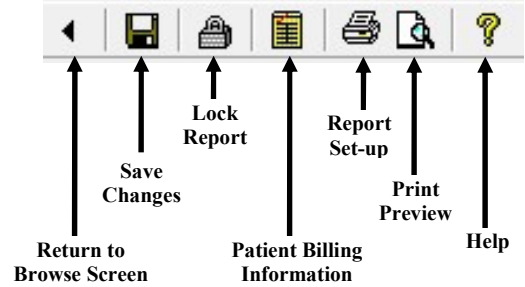 Lock
Report
Report
Set-up
Save
Changes
Print
Preview
Help
Return to
Browse Screen
Patient Billing
Information